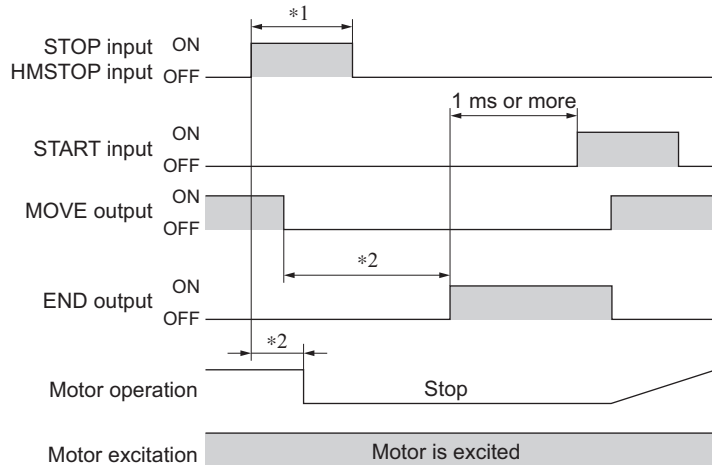 *1
STOP input
HMSTOP input
ON
OFF
1 ms or more
START input
ON
OFF
MOVE output
ON
OFF
*2
END output
ON
OFF
*2
Motor operation
Stop
Motor excitation
Motor is excited